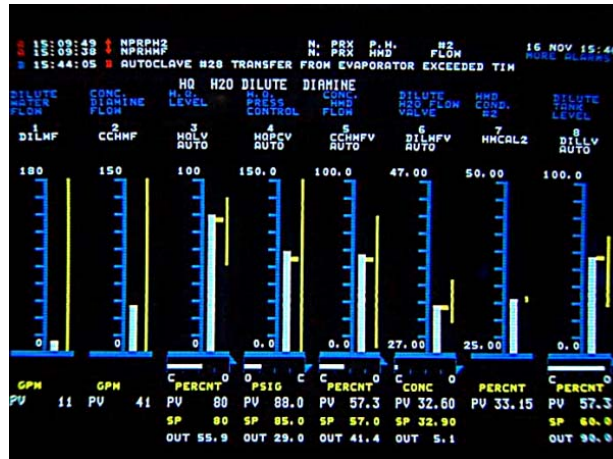 15:09:49 ↑ NPRPH2 N. PRX P.H. #2 16 NOV 15:4
15:09:38 ↑ NPRHMF N. PRX HMD FLOW MORE ALARMS
15:44:05 AUTOCLAVE #28 TRANSFER FROM EVAPORATOR EXCEEDED TIM
HQ H2O DILUTE DIAMINE
DILUTE CONC. H.Q. H.Q. CONC. DILUTE HMD DILUTE
WATER DIAMINE LEVEL PRESS HMD H2O FLOW COND. TANK
FLOW FLOW CONTROL FLOW VALVE #2 LEVEL
1 2 3 4 5 6 7 8
DILWF CCHMF HQLV HQPCV CCHMFV DILWFV HMCAL2 DILLV
AUTO AUTO AUTO AUTO AUTO
180 150 100 150.0 100.0 47.00 50.00 100.0
0 0 0 0.0 0.0 27.00 25.00 0.0
C O C O C O C O C O
GPM GPM PERCNT PSIG PERCNT CONC PERCNT PERCNT
PV 11 PV 41 PV 80 PV 88.0 PV 57.3 PV 32.60 PV 33.15 PV 57.3
SP 80 SP 85.0 SP 57.0 SP 32.90 SP 60.0
OUT 55.9 OUT 29.0 OUT 41.4 OUT 5.1 OUT 90.0